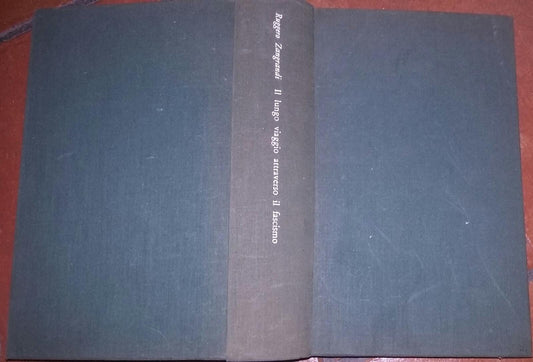 Ruggero Zangrandi Il lungo viaggio attraverso il fascismo